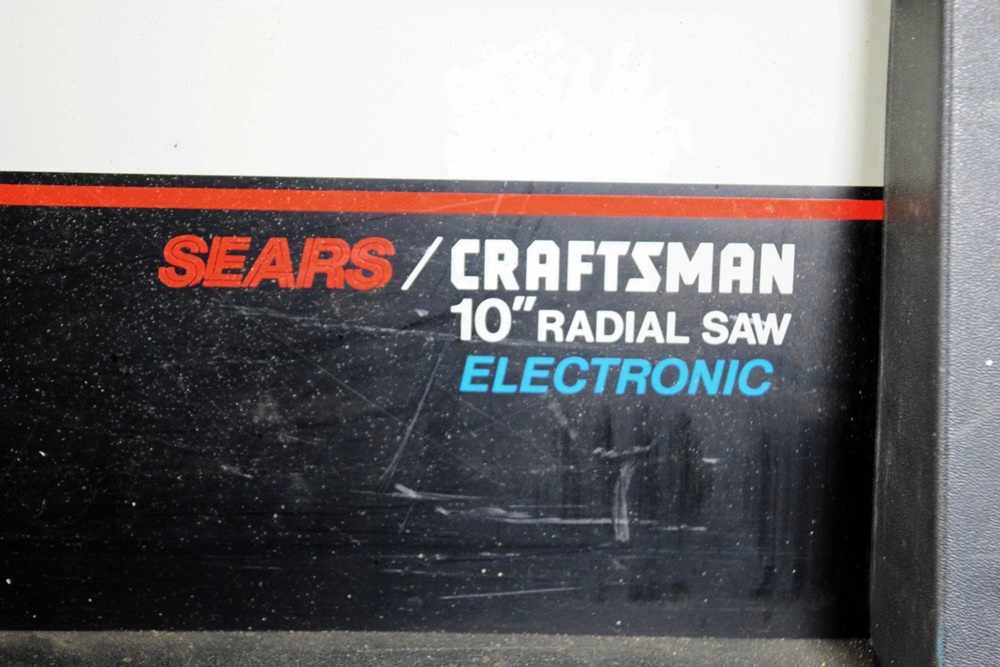 SEARS / CRAFTSMAN
10" RADIAL SAW
ELECTRONIC